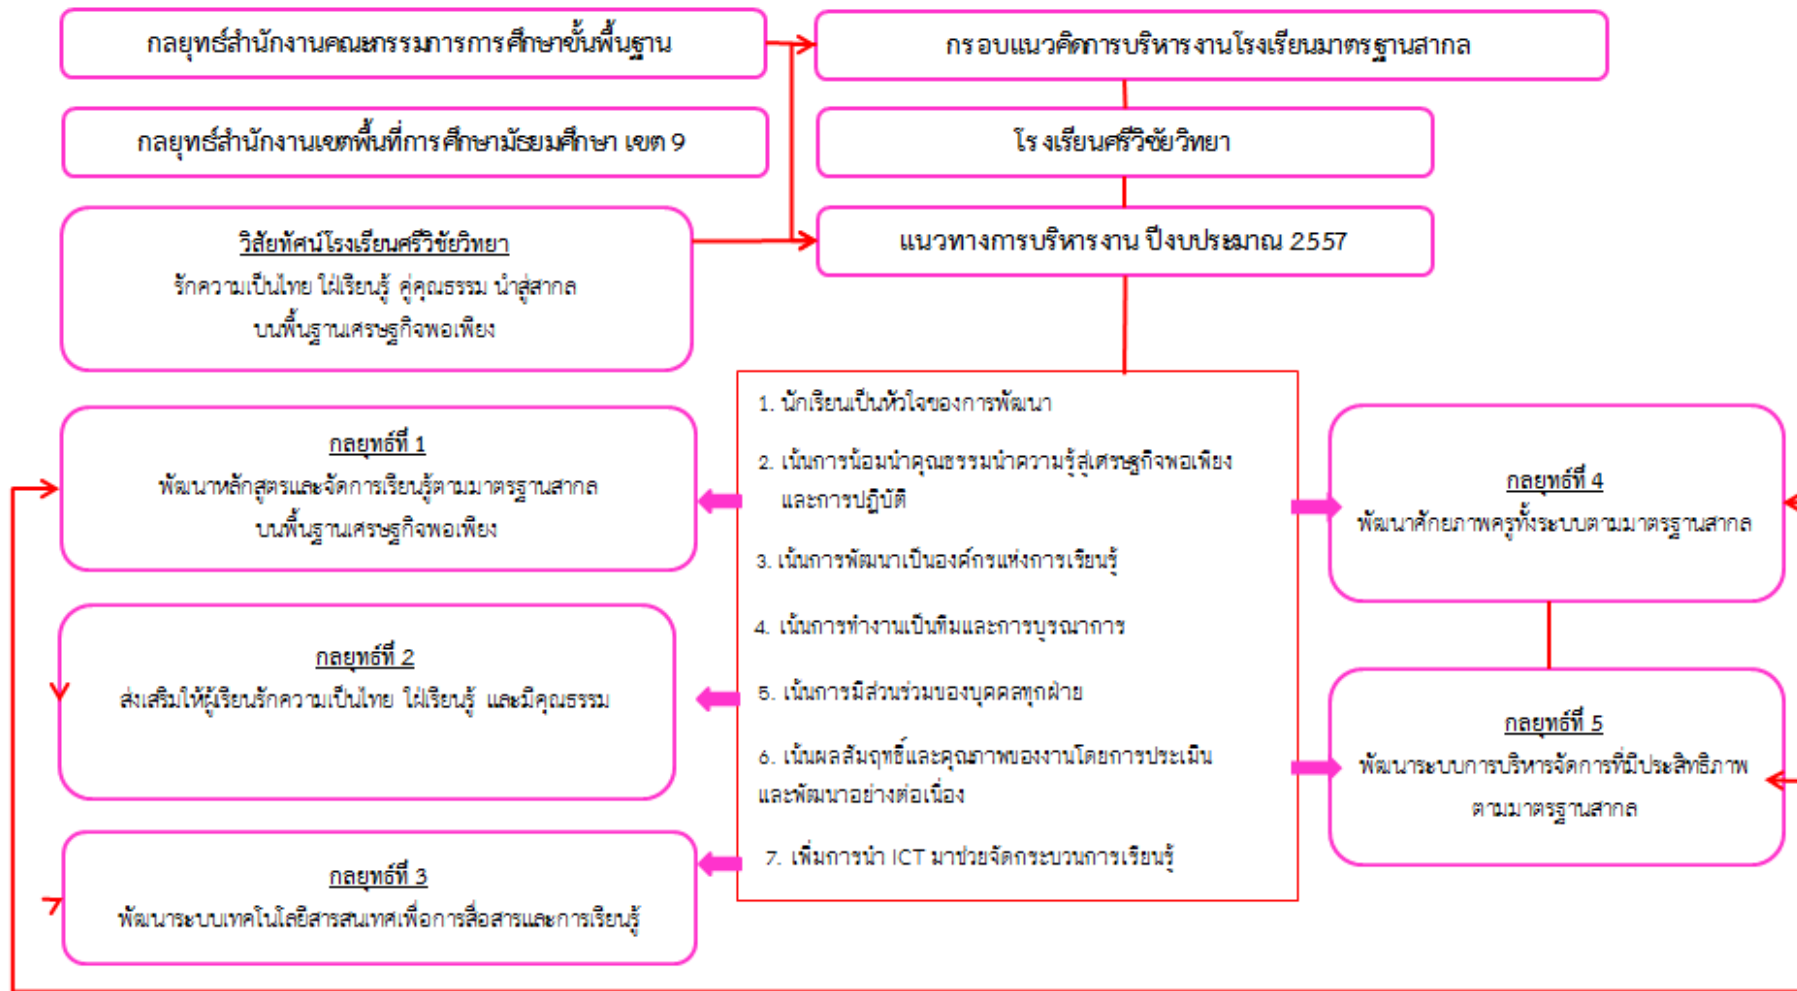 กลยุทธ์สำนักงานคณะกรรมการการศึกษาขั้นพื้นฐาน
กรอบแนวคิดการบริหารงานโรงเรียนมาตรฐานสากล
กลยุทธ์สำนักงานเขตพื้นที่การศึกษามัธยมศึกษา เขต 9
โรงเรียนศรีวิชัยวิทยา
วิสัยทัศน์โรงเรียนศรีวิชัยวิทยา
รักความเป็นไทย ใฝ่เรียนรู้ คู่คุณธรรม นำสู่สากล
บนพื้นฐานเศรษฐกิจพอเพียง
แนวทางการบริหารงาน ปีงบประมาณ 2557
1. นักเรียนเป็นหัวใจของการพัฒนา
2. เน้นการน้อมนำคุณธรรมนำความรู้สู่เศรษฐกิจพอเพียง
และการปฏิบัติ
3. เน้นการพัฒนาเป็นองค์กรแห่งการเรียนรู้
4. เน้นการทำงานเป็นทีมและการบูรณาการ
5. เน้นการมีส่วนร่วมของบุคคลทุกฝ่าย
6. เน้นผลสัมฤทธิ์และคุณภาพของงานโดยการประเมิน
และพัฒนาอย่างต่อเนื่อง
7. เพิ่มการนำ ICT มาช่วยจัดกระบวนการเรียนรู้
กลยุทธ์ที่ 1
พัฒนาหลักสูตรและจัดการเรียนรู้ตามมาตรฐานสากล
บนพื้นฐานเศรษฐกิจพอเพียง
กลยุทธ์ที่ 2
ส่งเสริมให้ผู้เรียนรักความเป็นไทย ใฝ่เรียนรู้ และมีคุณธรรม
กลยุทธ์ที่ 3
พัฒนาระบบเทคโนโลยีสารสนเทศเพื่อการสื่อสารและการเรียนรู้
กลยุทธ์ที่ 4
พัฒนาศักยภาพครูทั้งระบบตามมาตรฐานสากล
กลยุทธ์ที่ 5
พัฒนาระบบการบริหารจัดการที่มีประสิทธิภาพ
ตามมาตรฐานสากล